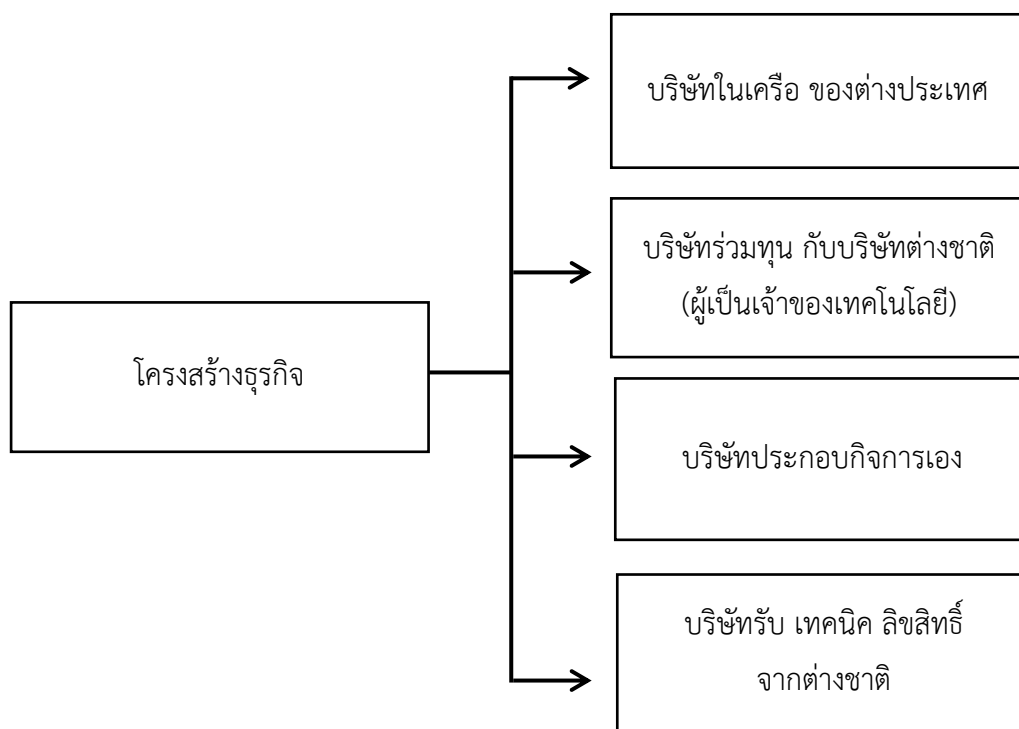 บริษัทในเครือ ของต่างประเทศ
บริษัทร่วมทุน กับบริษัทต่างชาติ
(ผู้เป็นเจ้าของเทคโนโลยี)
โครงสร้างธุรกิจ
บริษัทประกอบกิจการเอง
บริษัทรับ เทคนิค ลิขสิทธิ์
จากต่างชาติ